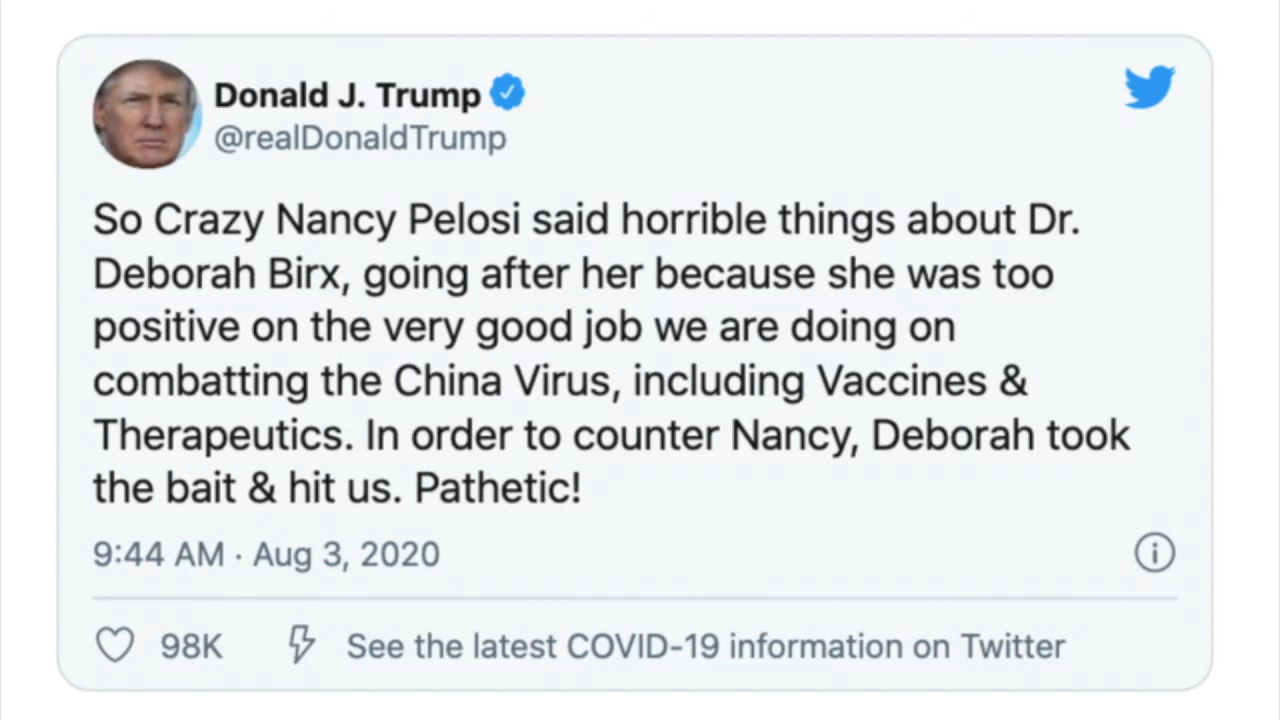 Donald J. Trump
@realDonaldTrump
So Crazy Nancy Pelosi said horrible things about Dr.
Deborah Birx, going after her because she was too
positive on the very good job we are doing on
combatting the China Virus, including Vaccines &
Therapeutics. In order to counter Nancy, Deborah took
the bait & hit us. Pathetic!
9:44 AM · Aug 3, 2020
98K See the latest COVID-19 information on Twitter